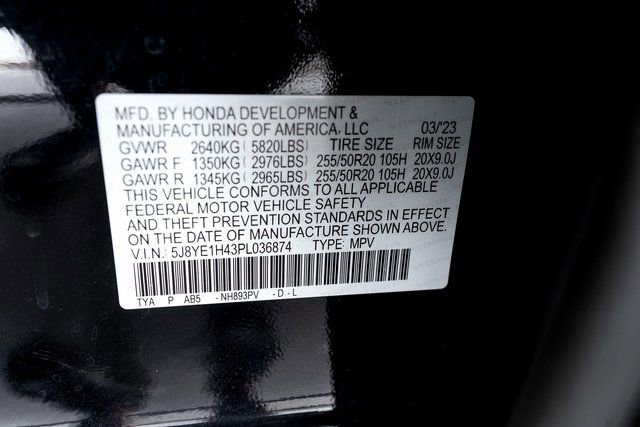 MFD. BY HONDA DEVELOPMENT &
MANUFACTURING OF AMERICA, LLC 03/'23
GVWR 2640KG ( 5820LBS) TIRE SIZE RIM SIZE
GAWR F 1350KG ( 2976LBS) 255/50R20 105H 20X9.0J
GAWR R 1345KG ( 2965LBS) 255/50R20 105H 20X9.0J
THIS VEHICLE CONFORMS TO ALL APPLICABLE
FEDERAL MOTOR VEHICLE SAFETY
AND THEFT PREVENTION STANDARDS IN EFFECT
ON THE DATE OF MANUFACTURE SHOWN ABOVE.
V.I.N.: 5J8YE1H43PL036874 TYPE: MPV
TYA P AB5 -NH893PV -D-L